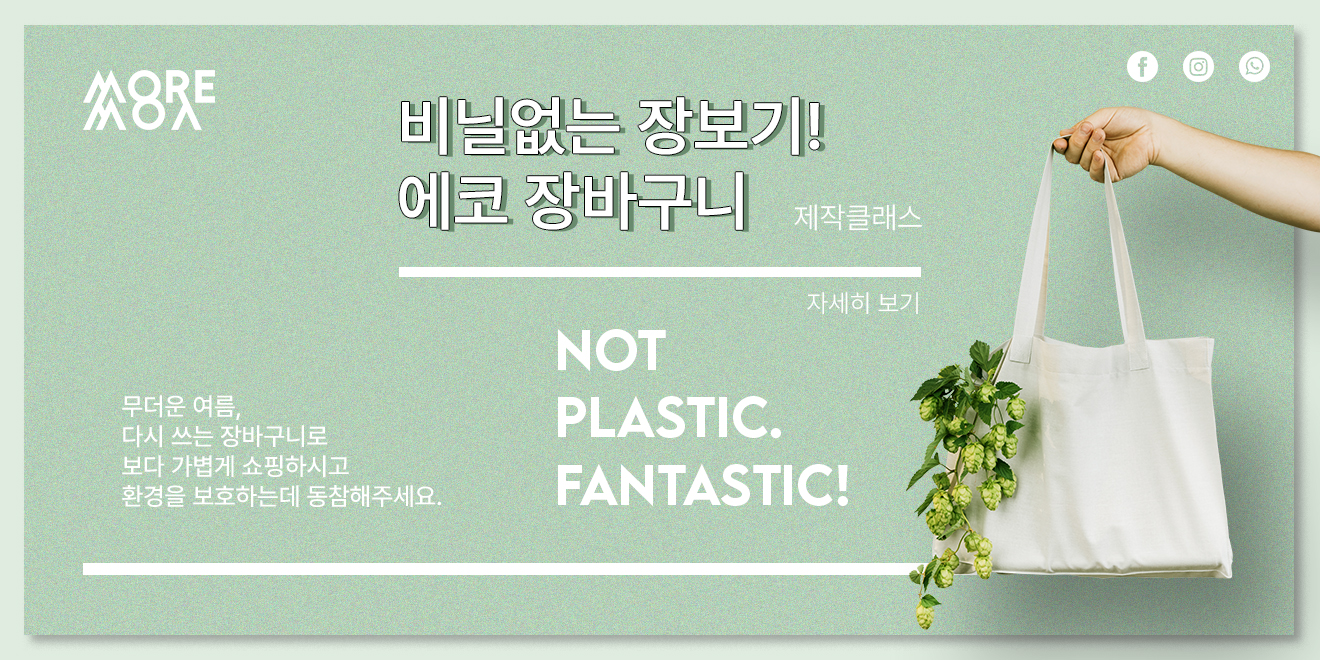 MORE
MOA
비닐없는 장보기!
에코 장바구니
제작클래스
자세히 보기
NOT
PLASTIC.
FANTASTIC!
무더운 여름,
다시 쓰는 장바구니로
보다 가볍게 쇼핑하시고
환경을 보호하는데 동참해주세요.